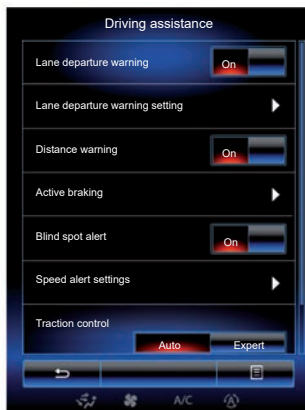 Driving assistance
Lane departure warning On
Lane departure warning setting
Distance warning On
Active braking
Blind spot alert On
Speed alert settings
Traction control
Auto Expert
A/C
A